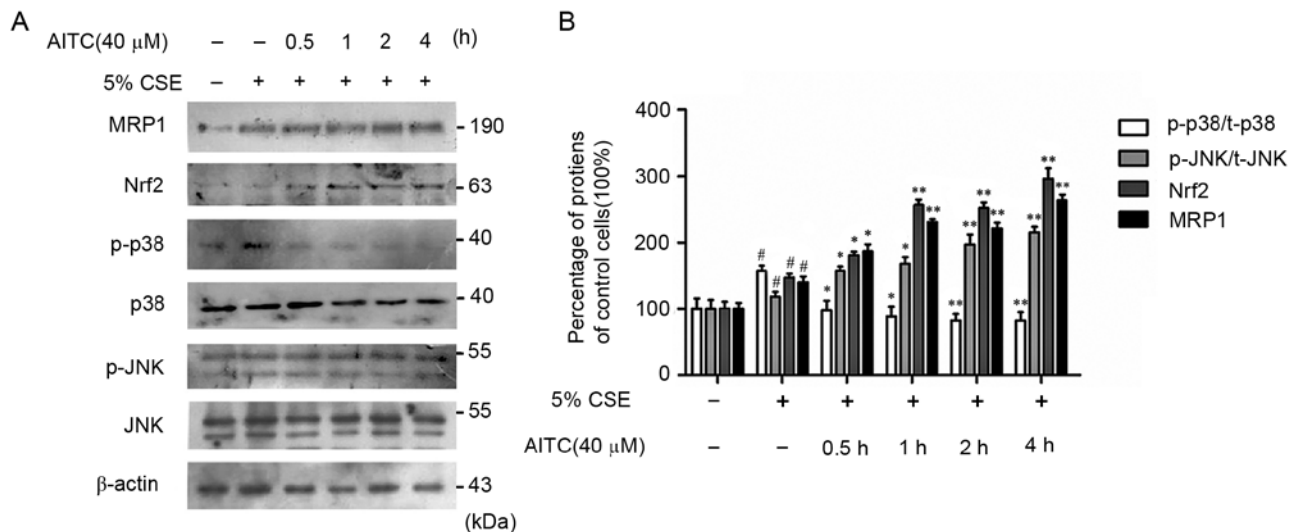 A
AITC(40 μM) – – 0.5 1 2 4 (h)
5% CSE – + + + + +
MRP1 190
Nrf2 63
p-p38 40
p38 40
p-JNK 55
JNK 55
β-actin 43
(kDa)
B
Percentage of protiens
of control cells(100%)
400
300
200
100
0
# # # #
* * * *
* ** ** **
** ** ** **
** ** ** **
p-p38/t-p38
p-JNK/t-JNK
Nrf2
MRP1
5% CSE – + + + + +
AITC(40 μM) – – 0.5 h 1 h 2 h 4 h